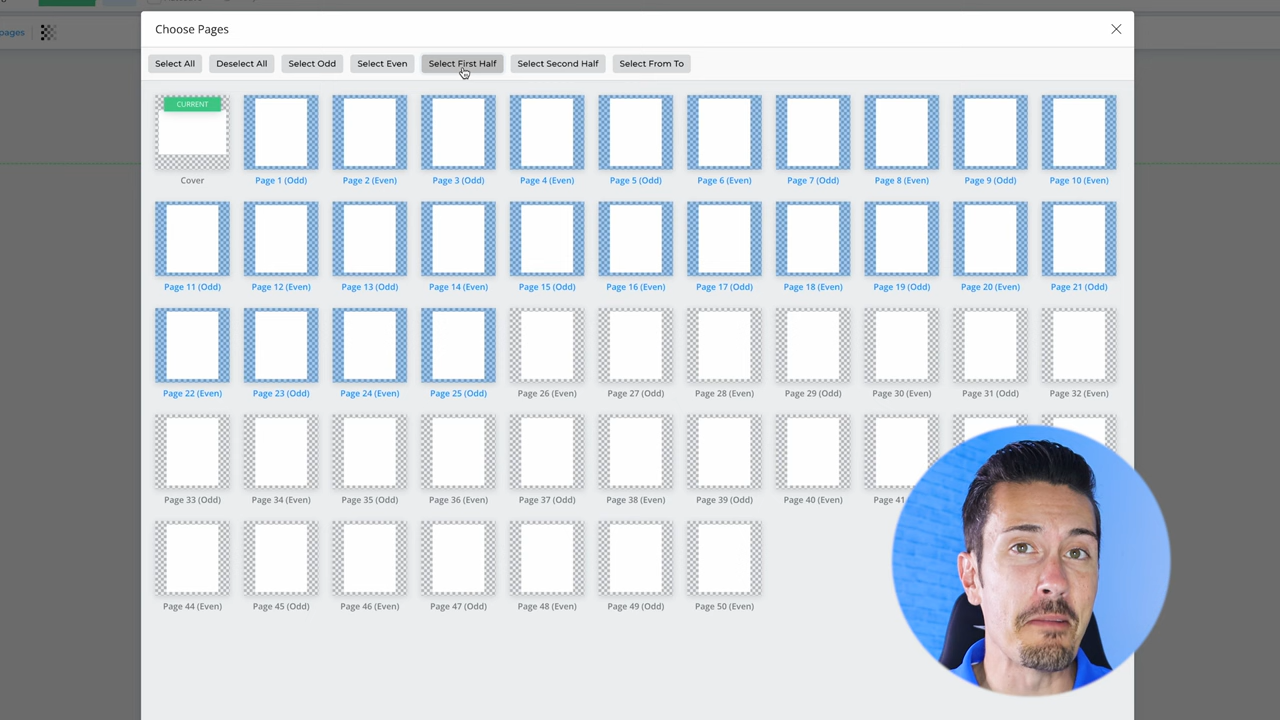 pages
Choose Pages
Select All
Deselect All
Select Odd
Select Even
Select First Half
Select Second Half
Select From To
CURRENT
Cover
Page 1 (Odd)
Page 2 (Even)
Page 3 (Odd)
Page 4 (Even)
Page 5 (Odd)
Page 6 (Even)
Page 7 (Odd)
Page 8 (Even)
Page 9 (Odd)
Page 10 (Even)
Page 11 (Odd)
Page 12 (Even)
Page 13 (Odd)
Page 14 (Even)
Page 15 (Odd)
Page 16 (Even)
Page 17 (Odd)
Page 18 (Even)
Page 19 (Odd)
Page 20 (Even)
Page 21 (Odd)
Page 22 (Even)
Page 23 (Odd)
Page 24 (Even)
Page 25 (Odd)
Page 26 (Even)
Page 27 (Odd)
Page 28 (Even)
Page 29 (Odd)
Page 30 (Even)
Page 31 (Odd)
Page 32 (Even)
Page 33 (Odd)
Page 34 (Even)
Page 35 (Odd)
Page 36 (Even)
Page 37 (Odd)
Page 38 (Even)
Page 39 (Odd)
Page 40 (Even)
Page 41
Page 44 (Even)
Page 45 (Odd)
Page 46 (Even)
Page 47 (Odd)
Page 48 (Even)
Page 49 (Odd)
Page 50 (Even)